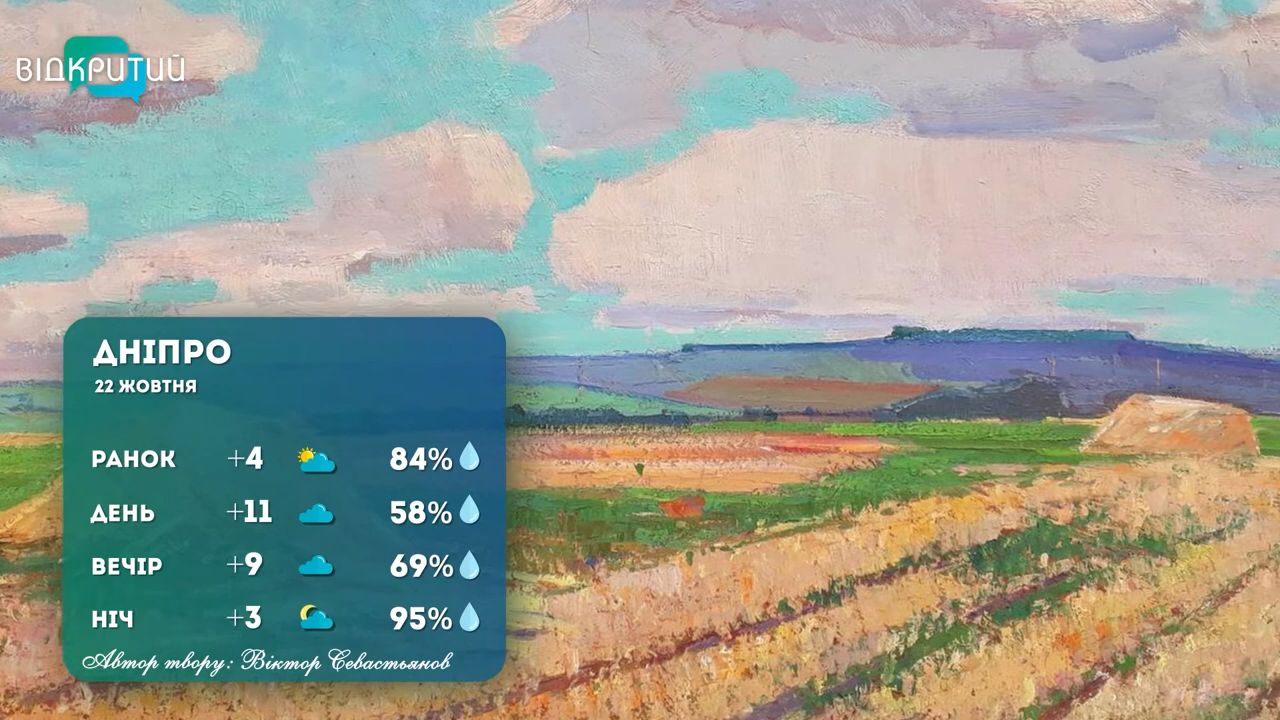 ВІДКРИТИЙ
ДНІПРО
22 ЖОВТНЯ
РАНОК +4 84%
ДЕНЬ +11 58%
ВЕЧІР +9 69%
НІЧ +3 95%
Автор твору: Віктор Севастьянов